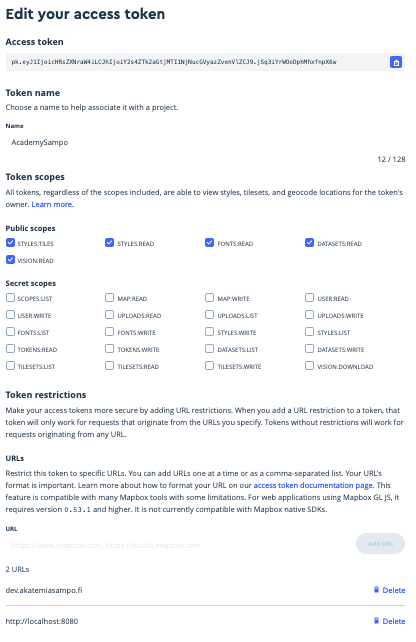 Edit your access token
Access token
pk.eyJ1IjoicHRsZXNraW4iLCJhIjoiY2s4ZTk2aGtjMTI1NjNucGVyazZvenVlZCJ9.jSq3iYrWOoDphMhxfnpX6w
Token name
Choose a name to help associate it with a project.
Name
AcademySampo
12 / 128
Token scopes
All tokens, regardless of the scopes included, are able to view styles, tilesets, and geocode locations for the token's
owner. Learn more.
Public scopes
STYLES:TILES STYLES:READ FONTS:READ DATASETS:READ
VISION:READ
Secret scopes
SCOPES:LIST MAP:READ MAP:WRITE USER:READ
USER:WRITE UPLOADS:READ UPLOADS:LIST UPLOADS:WRITE
FONTS:LIST FONTS:WRITE STYLES:WRITE STYLES:LIST
TOKENS:READ TOKENS:WRITE DATASETS:LIST DATASETS:WRITE
TILESETS:LIST TILESETS:READ TILESETS:WRITE VISION:DOWNLOAD
Token restrictions
Make your access tokens more secure by adding URL restrictions. When you add a URL restriction to a token, that
token will only work for requests that originate from the URLs you specify. Tokens without restrictions will work for
requests originating from any URL.
URLs
Restrict this token to specific URLs. You can add URLs one at a time or as a comma-separated list. Your URL's
format is important. Learn more about how to format your URL on our access token documentation page. This
feature is compatible with many Mapbox tools with some limitations. For web applications using Mapbox GL JS, it
requires version 0.53.1 and higher. It is not currently compatible with Mapbox native SDKs.
URL
https://www.mapbox.com, https://studio.mapbox.com
Add URL
2 URLs
dev.akatemiasampo.fi Delete
http://localhost:8080 Delete